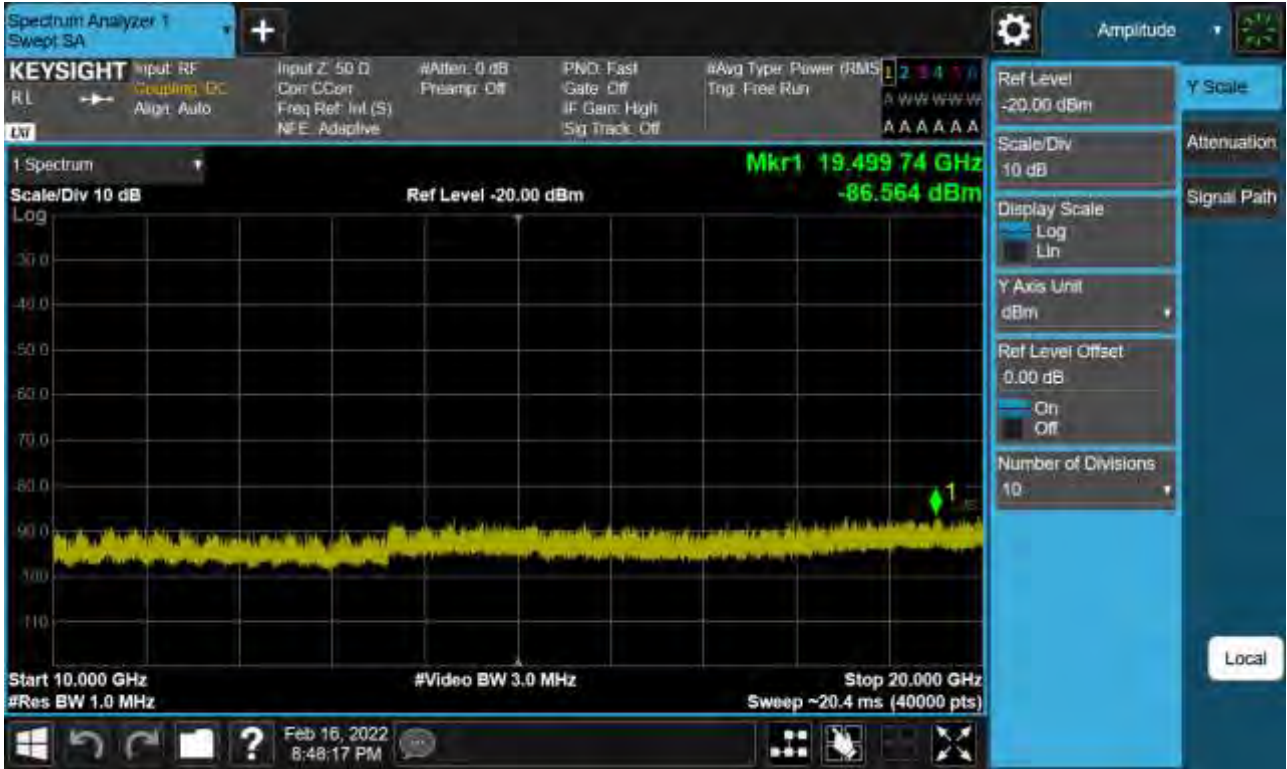 Spectrum Analyzer 1
Swept SA
Amplitude
KEYSIGHT
RL
LXI
Input: RF
Coupling: DC
Align: Auto
Input Z: 50 Ω
Corr CCorr
Freq Ref: Int (S)
NFE: Adaptive
#Atten: 0 dB
Preamp: Off
PNO: Fast
Gate: Off
IF Gain: High
Sig Track: Off
#Avg Type: Power (RMS
Trig: Free Run
1 2 3 4 5 6
A W W W W W
A A A A A A
1 Spectrum
Mkr1 19.499 74 GHz
-86.564 dBm
Scale/Div 10 dB
Ref Level -20.00 dBm
Log
-30.0
-40.0
-50.0
-60.0
-70.0
-80.0
-90.0
-100
-110
1
Start 10.000 GHz
#Video BW 3.0 MHz
Stop 20.000 GHz
#Res BW 1.0 MHz
Sweep ~20.4 ms (40000 pts)
Ref Level
-20.00 dBm
Scale/Div
10 dB
Display Scale
Log
Lin
Y Axis Unit
dBm
Ref Level Offset
0.00 dB
On
Off
Number of Divisions
10
Y Scale
Attenuation
Signal Path
Local
?
Feb 16, 2022
8:48:17 PM